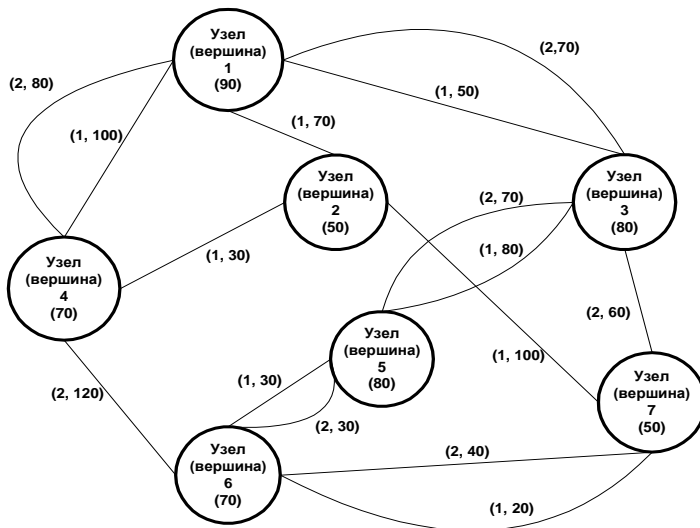 Узел
(вершина)
1
(90)
(2,70)
(2, 80)
(1, 50)
(1, 100)
(1, 70)
Узел
(вершина)
2
(50)
Узел
(вершина)
3
(80)
(2, 70)
(1, 80)
(1, 30)
Узел
(вершина)
4
(70)
(2, 60)
Узел
(вершина)
5
(80)
(1, 100)
Узел
(вершина)
7
(50)
(2, 120)
(1, 30)
(2, 30)
Узел
(вершина)
6
(70)
(2, 40)
(1, 20)